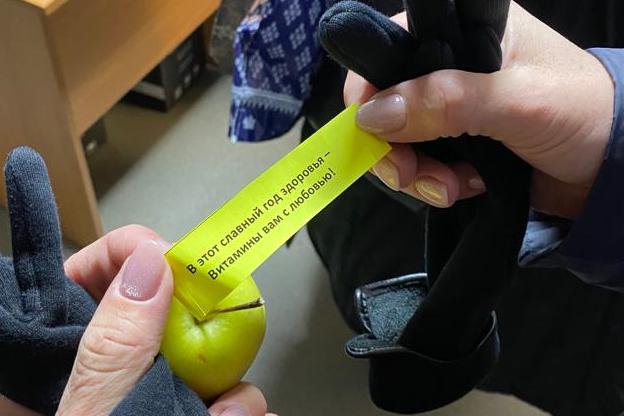 В этот славный год здоровья –
Витамины вам с любовью!